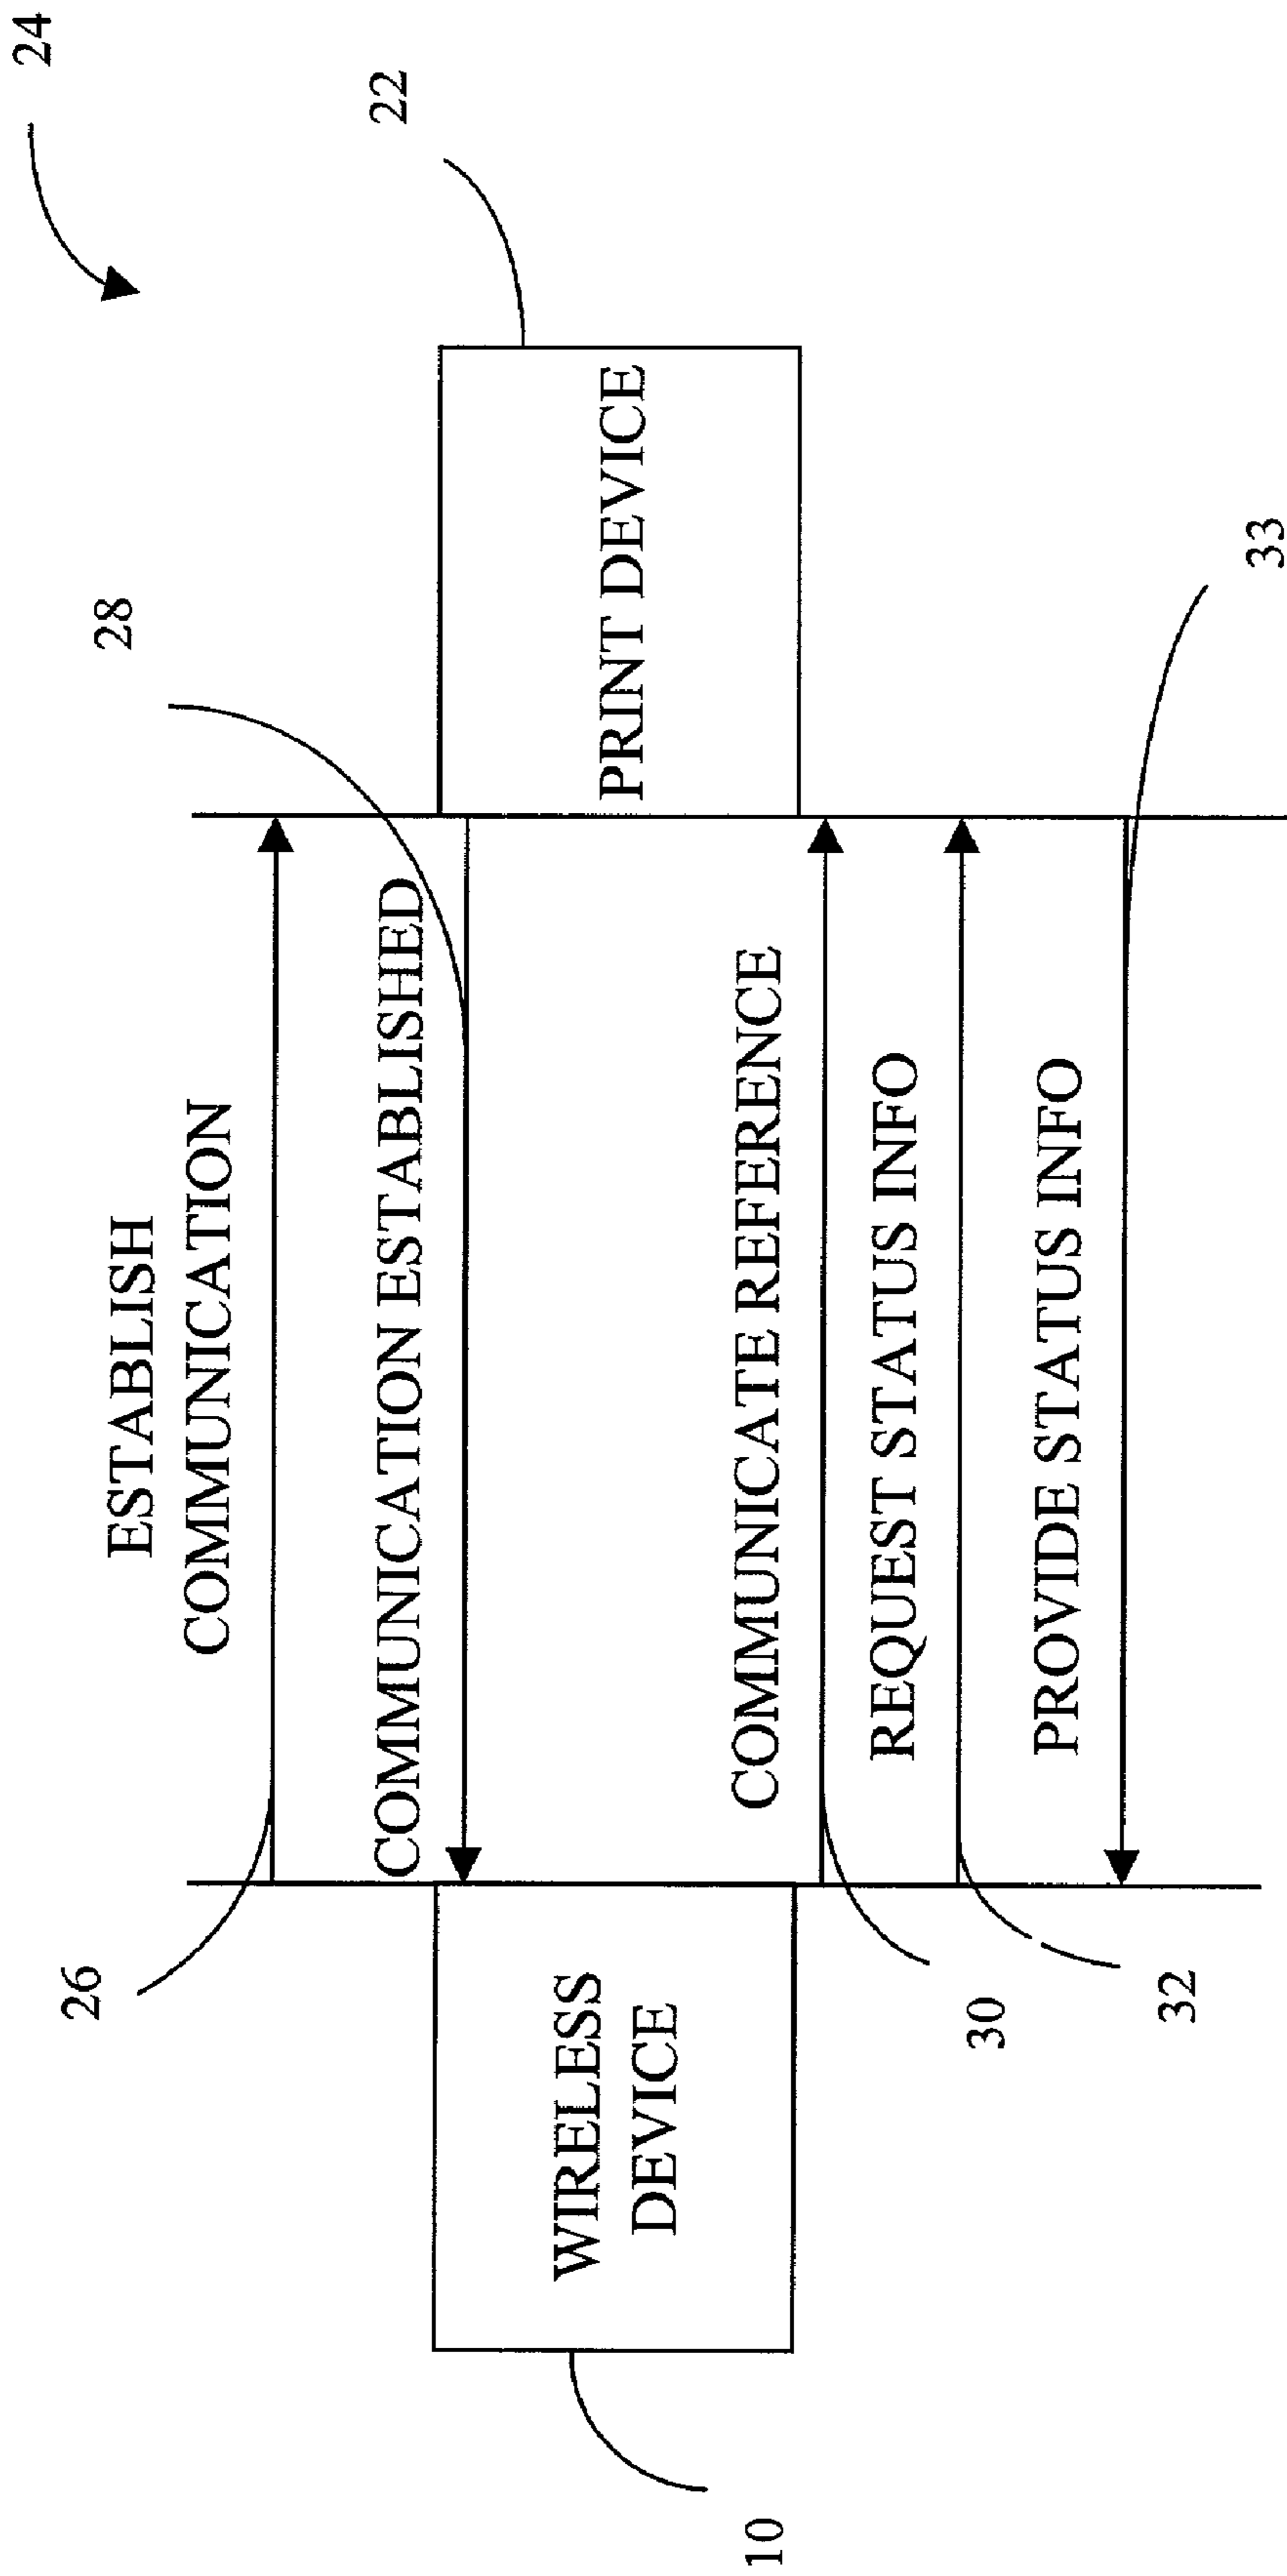 24
22
28
ESTABLISH
COMMUNICATION
26
COMMUNICATION ESTABLISHED
WIRELESS
DEVICE
PRINT DEVICE
10
COMMUNICATE REFERENCE
REQUEST STATUS INFO
30
PROVIDE STATUS INFO
32
33